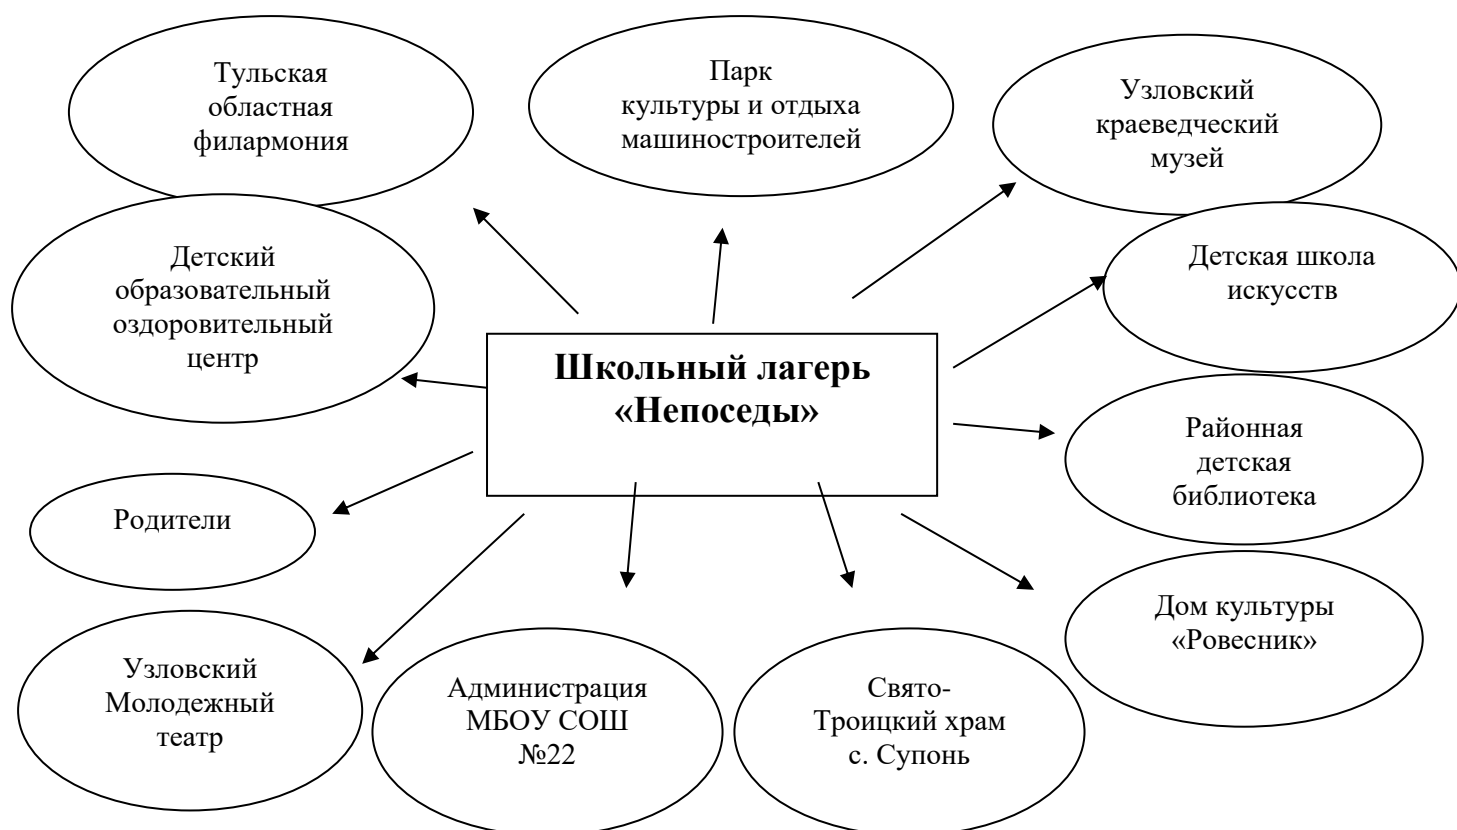 Тульская
областная
филармония
Парк
культуры и отдыха
машиностроителей
Узловский
краеведческий
музей
Детский
образовательный
оздоровительный
центр
Детская школа
искусств
Школьный лагерь
«Непоседы»
Районная
детская
библиотека
Родители
Дом культуры
«Ровесник»
Узловский
Молодежный
театр
Администрация
МБОУ СОШ
№22
Свято-
Троицкий храм
с. Супонь